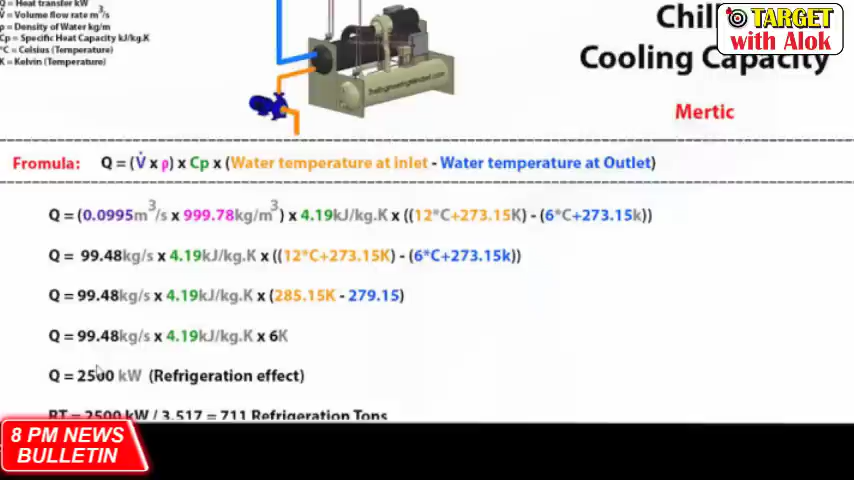 Q = Heat transfer kW
V̇ = Volume flow rate m³/s
ρ = Density of Water kg/m
Cp = Specific Heat Capacity kJ/kg.K
*C = Celsius (Temperature)
K = Kelvin (Temperature)
Chill
TARGET
with Alok
Cooling Capacity
TheEngineeringMindset.com
Mertic
Fromula: Q = (V̇ x ρ) x Cp x (Water temperature at inlet - Water temperature at Outlet)
Q = (0.0995m³/s x 999.78kg/m³) x 4.19kJ/kg.K x ((12*C+273.15K) - (6*C+273.15k))
Q = 99.48kg/s x 4.19kJ/kg.K x ((12*C+273.15K) - (6*C+273.15k))
Q = 99.48kg/s x 4.19kJ/kg.K x (285.15K - 279.15)
Q = 99.48kg/s x 4.19kJ/kg.K x 6K
Q = 2500 kW (Refrigeration effect)
RT = 2500 kW / 3.517 = 711 Refrigeration Tons
8 PM NEWS
BULLETIN